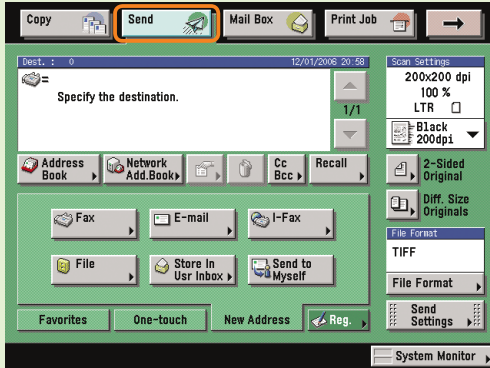 Copy
Send
Mail Box
Print Job
Dest. : 0
12/01/2006 20:58
Specify the destination.
1/1
Address
Book
Network
Add.Book
Cc
Bcc
Recall
Fax
E-mail
I-Fax
File
Store In
Usr Inbox
Send to
Myself
Favorites
One-touch
New Address
Reg.
Scan Settings
200x200 dpi
100 %
LTR
Black
200dpi
2-Sided
Original
Diff. Size
Originals
File Format
TIFF
File Format
Send
Settings
System Monitor